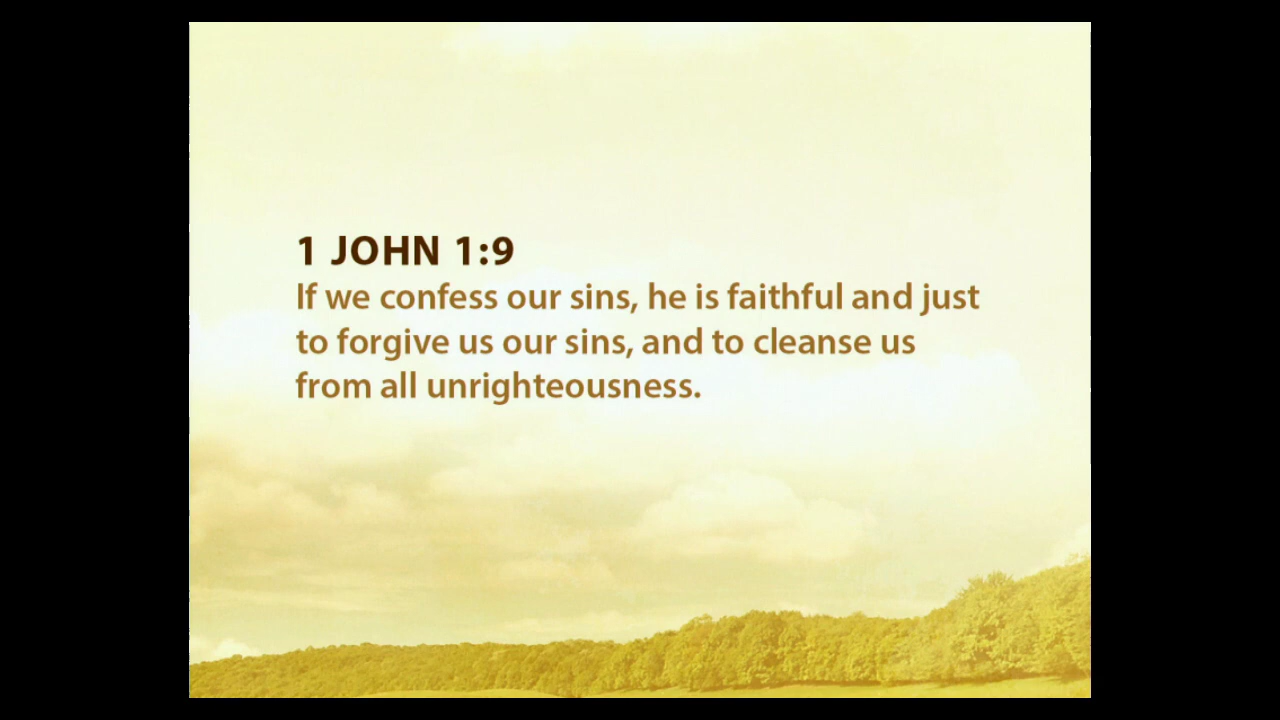 1 JOHN 1:9
If we confess our sins, he is faithful and just
to forgive us our sins, and to cleanse us
from all unrighteousness.